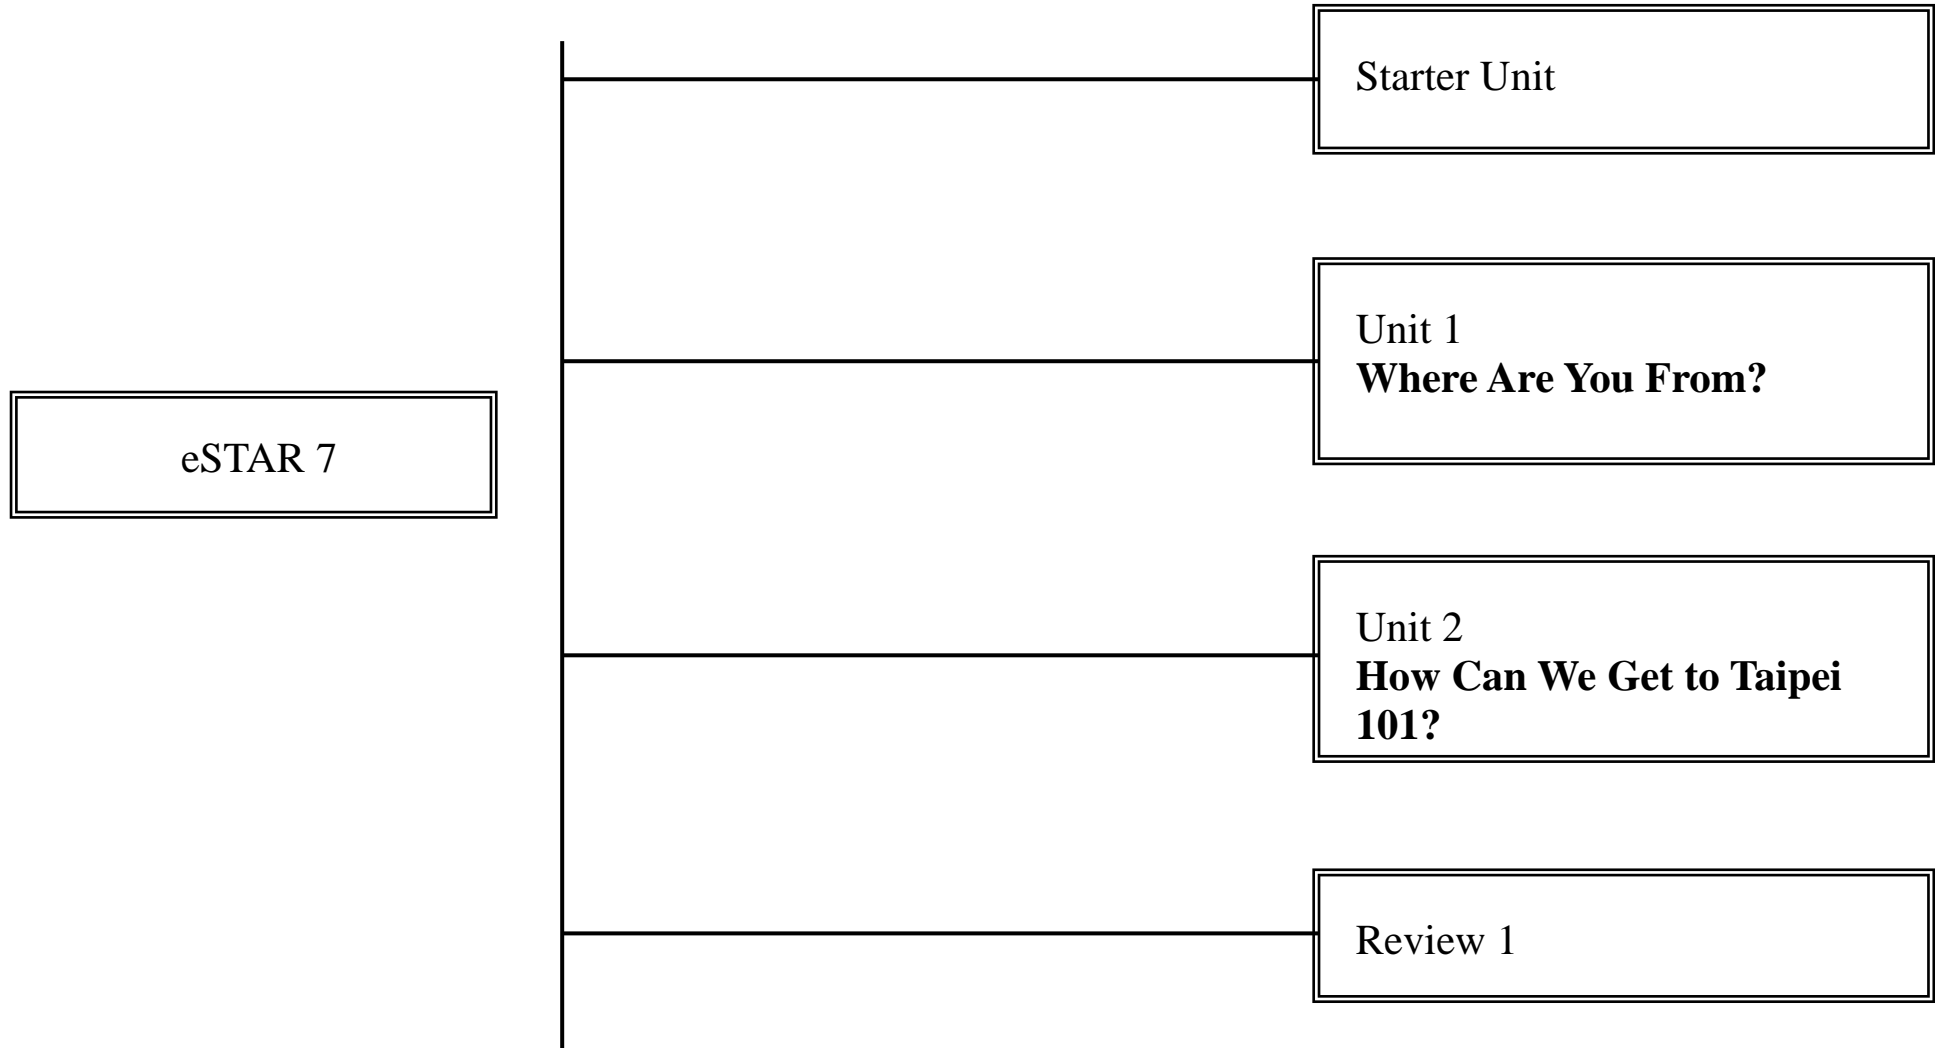 Starter Unit
Unit 1
Where Are You From?
eSTAR 7
Unit 2
How Can We Get to Taipei
101?
Review 1